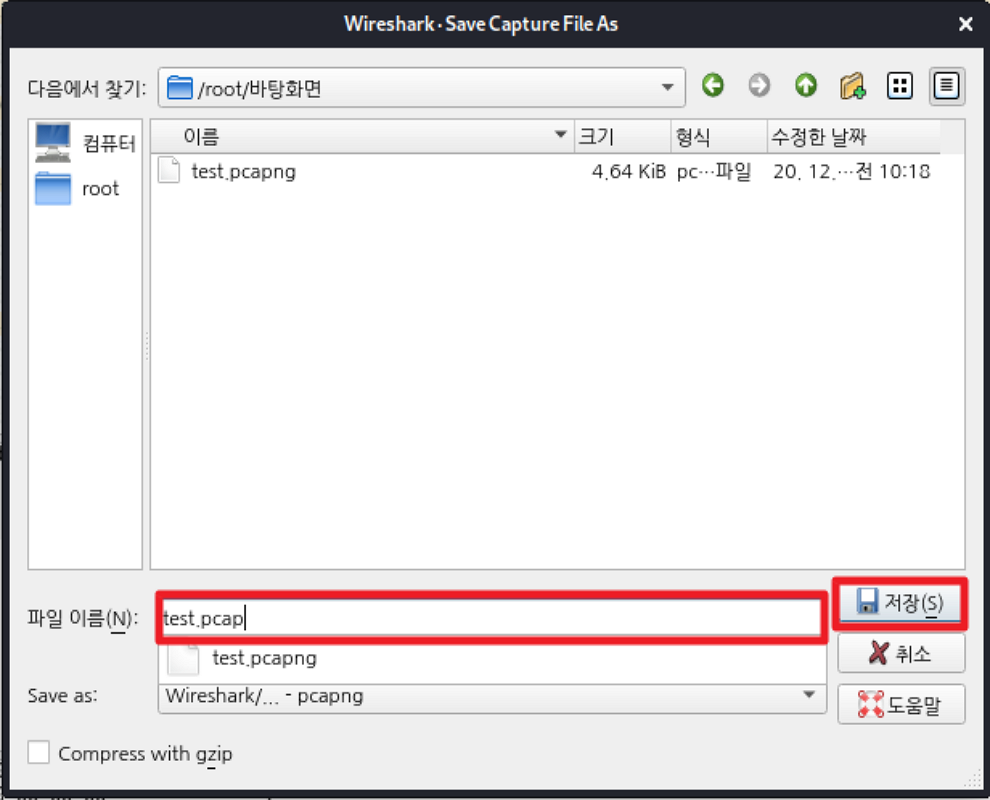 Wireshark · Save Capture File As
다음에서 찾기: /root/바탕화면
컴퓨터
root
이름 크기 형식 수정한 날짜
test.pcapng 4.64 KiB pc…파일 20. 12.…전 10:18
파일 이름(N): test.pcap 저장(S)
test.pcapng 취소
Save as: Wireshark/... - pcapng 도움말
Compress with gzip